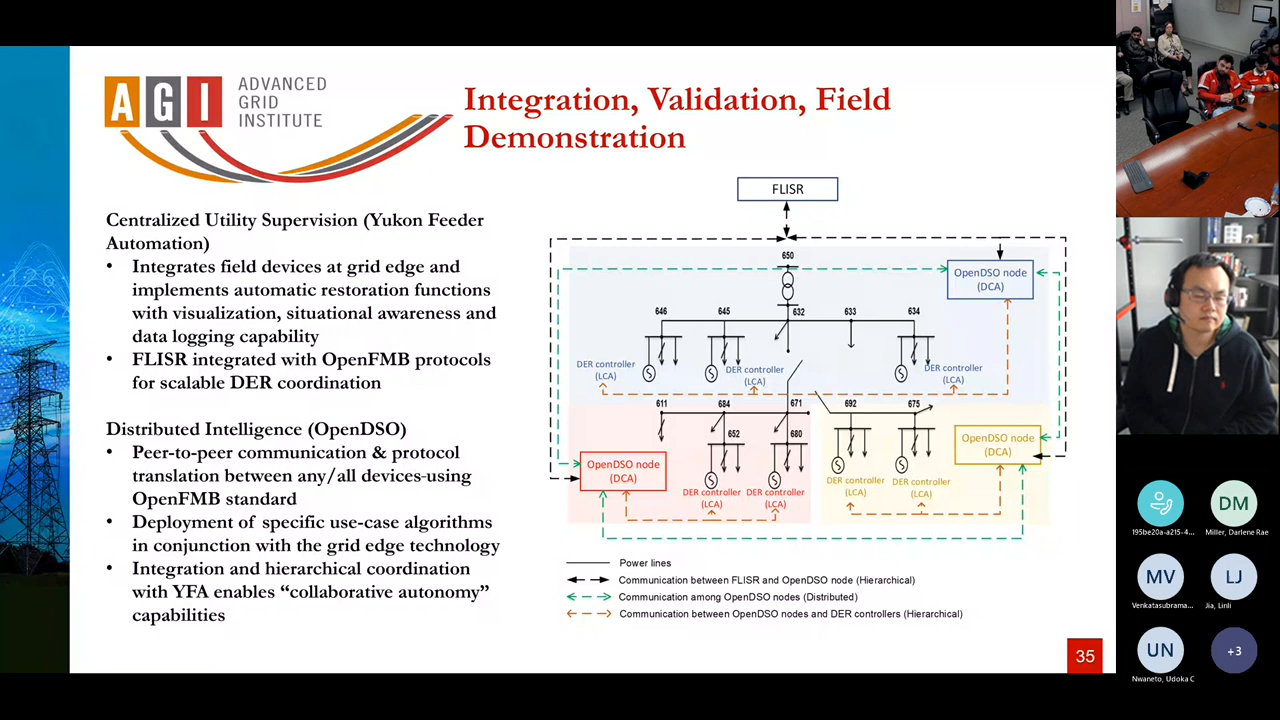 AGI
ADVANCED
GRID
INSTITUTE
Integration, Validation, Field
Demonstration
Centralized Utility Supervision (Yukon Feeder
Automation)
• Integrates field devices at grid edge and
implements automatic restoration functions
with visualization, situational awareness and
data logging capability
• FLISR integrated with OpenFMB protocols
for scalable DER coordination
Distributed Intelligence (OpenDSO)
• Peer-to-peer communication & protocol
translation between any/all devices-using
OpenFMB standard
• Deployment of specific use-case algorithms
in conjunction with the grid edge technology
• Integration and hierarchical coordination
with YFA enables “collaborative autonomy”
capabilities
FLISR
650
OpenDSO node
(DCA)
646
645
632
633
634
DER controller
(LCA)
DER controller
(LCA)
DER controller
(LCA)
611
684
671
692
675
652
680
OpenDSO node
(DCA)
OpenDSO node
(DCA)
DER controller
(LCA)
DER controller
(LCA)
DER controller
(LCA)
DER controller
(LCA)
Power lines
Communication between FLISR and OpenDSO node (Hierarchical)
Communication among OpenDSO nodes (Distributed)
Communication between OpenDSO nodes and DER controllers (Hierarchical)
35
195be20a-a215-4...
DM
Miller, Darlene Rae
MV
Venkatasubrama...
LJ
Jia, Linli
UN
Nwaneto, Udoka C
+3